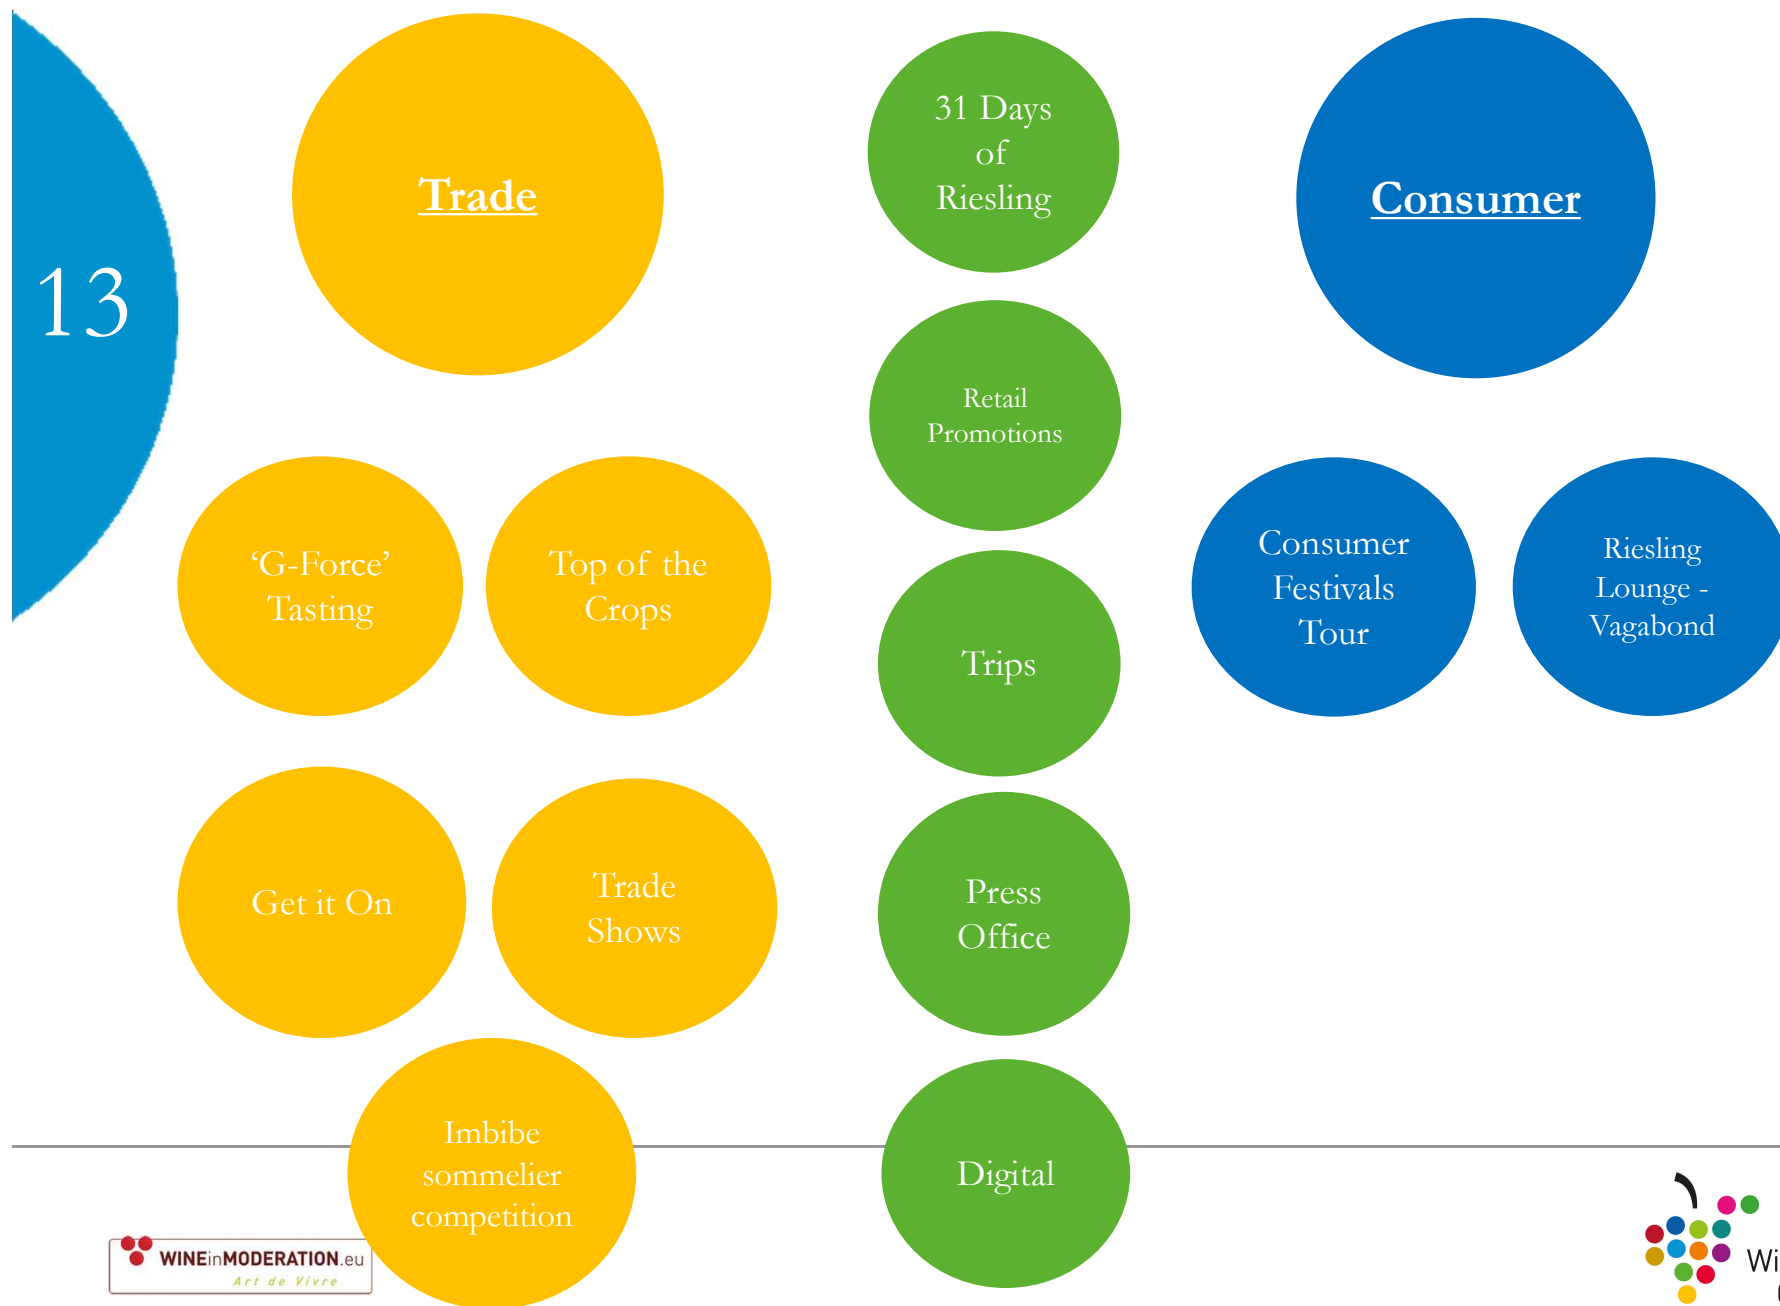 13
Trade
31 Days
of
Riesling
Consumer
Retail
Promotions
‘G-Force’
Tasting
Top of the
Crops
Trips
Consumer
Festivals
Tour
Riesling
Lounge -
Vagabond
Get it On
Trade
Shows
Press
Office
Imbibe
sommelier
competition
Digital
WINEinMODERATION.eu
Art de Vivre